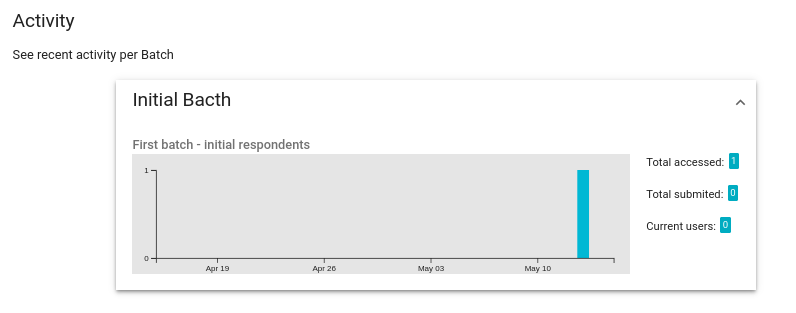 Activity
See recent activity per Batch
Initial Bacth
First batch - initial respondents
1
0
Apr 19 Apr 26 May 03 May 10
Total accessed: 1
Total submited: 0
Current users: 0